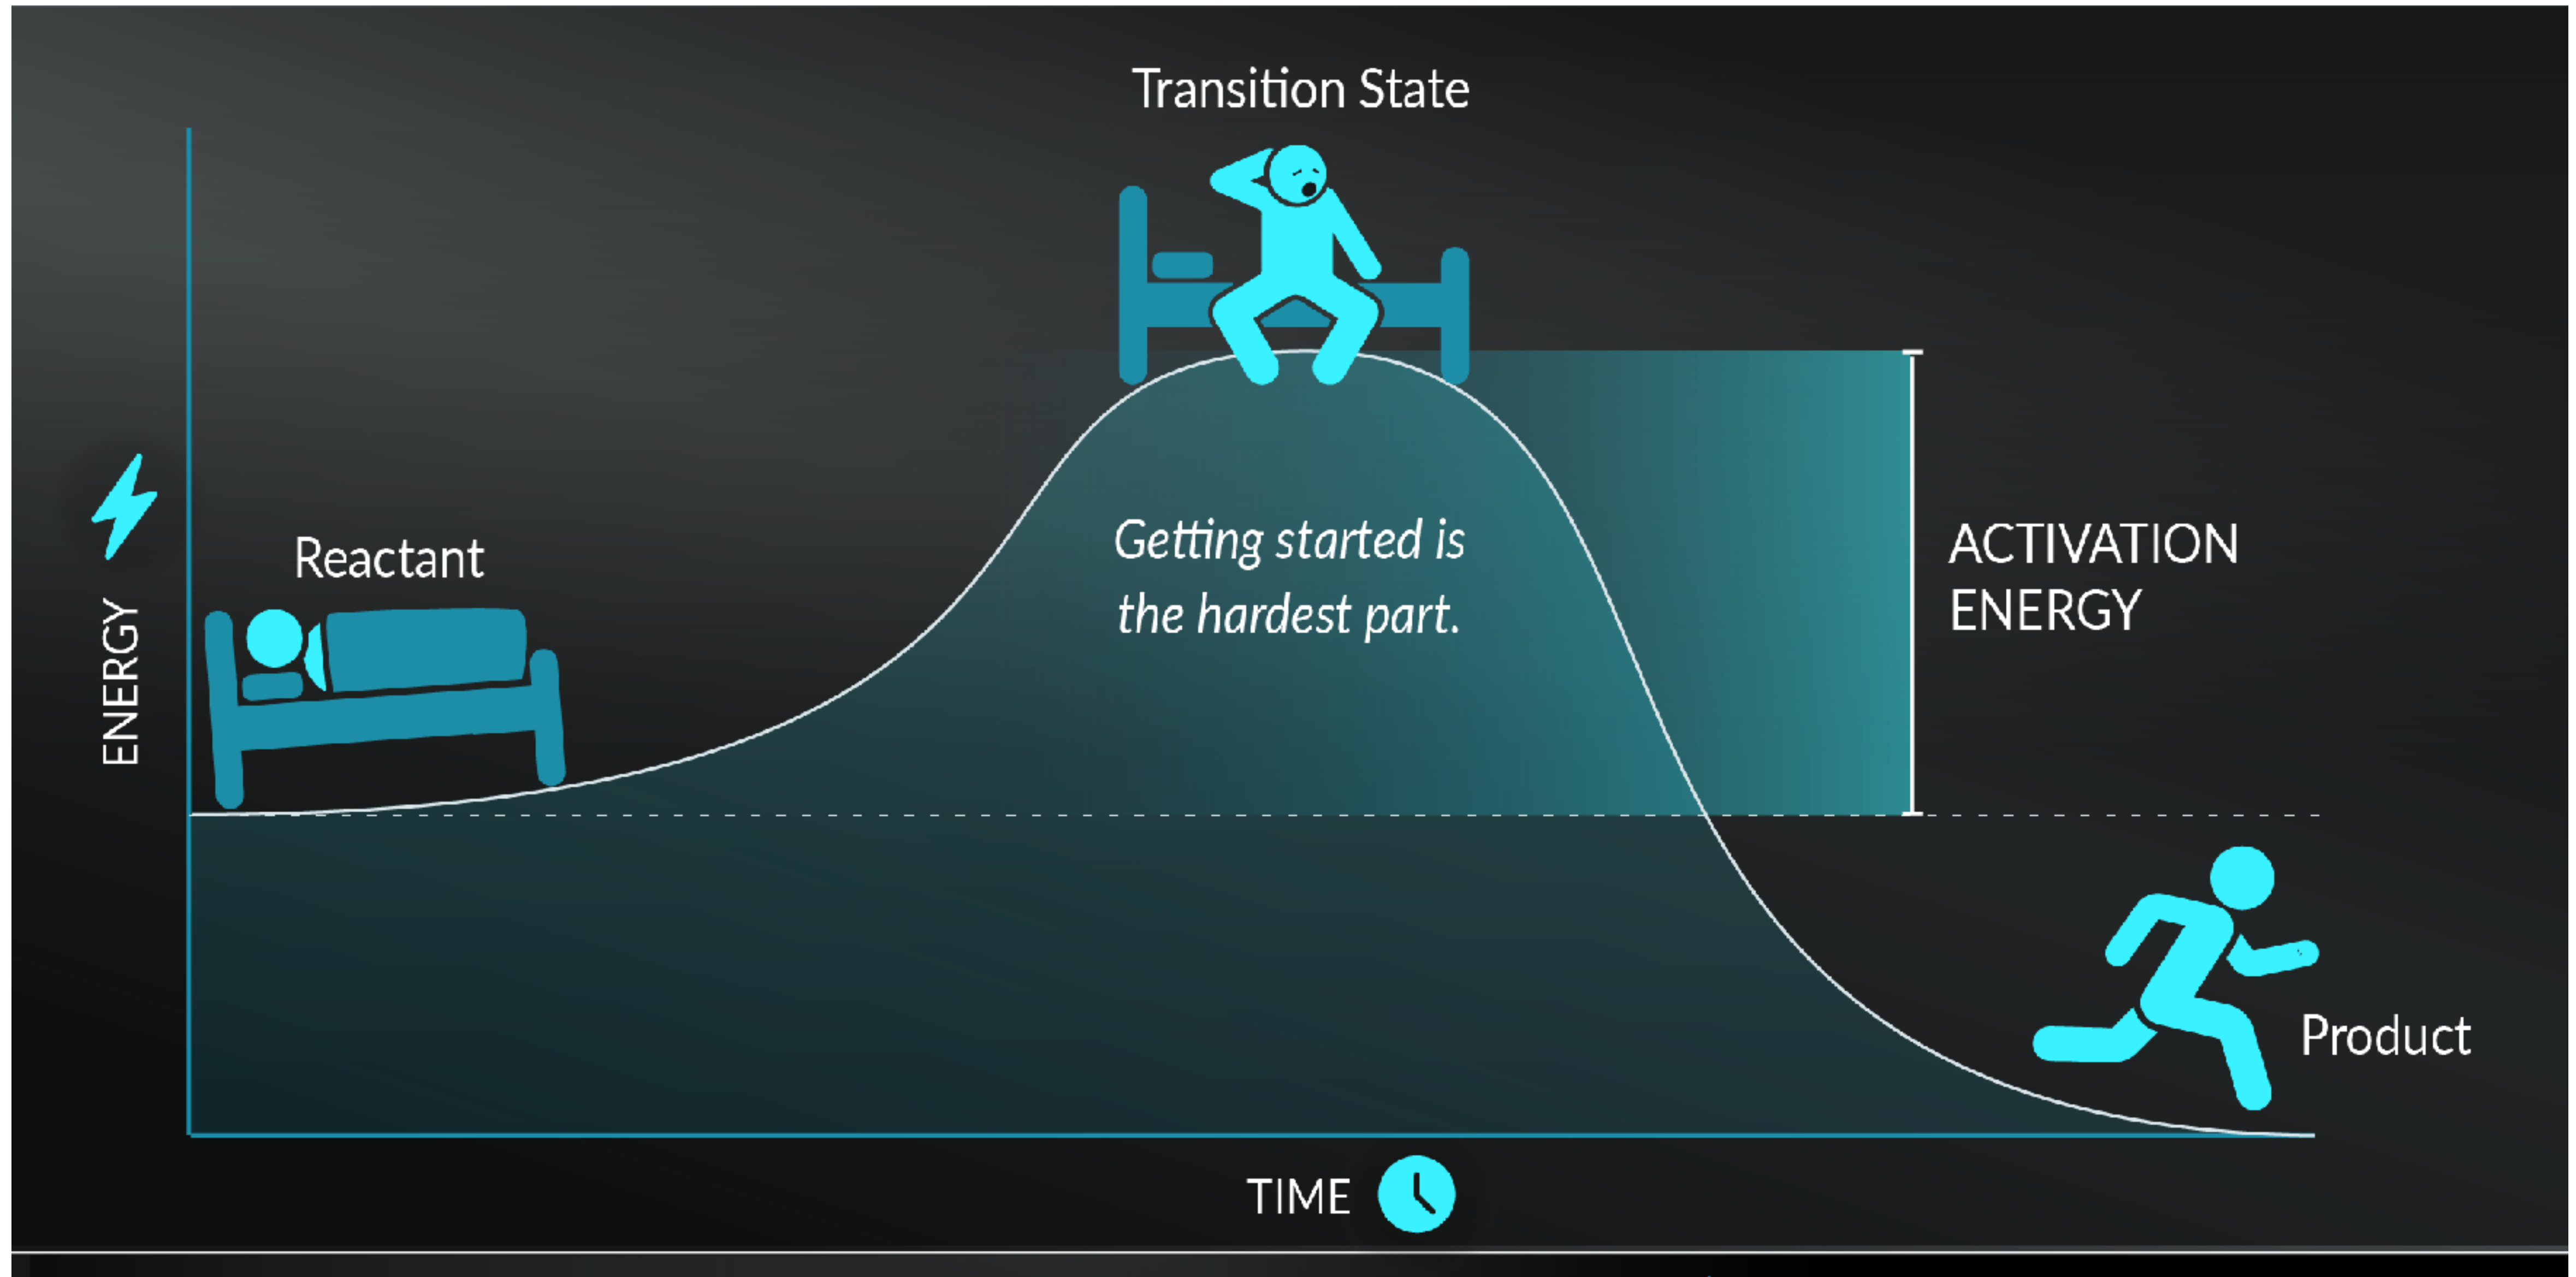 Transition State
Reactant
ENERGY
Getting started is
the hardest part.
ACTIVATION
ENERGY
Product
TIME